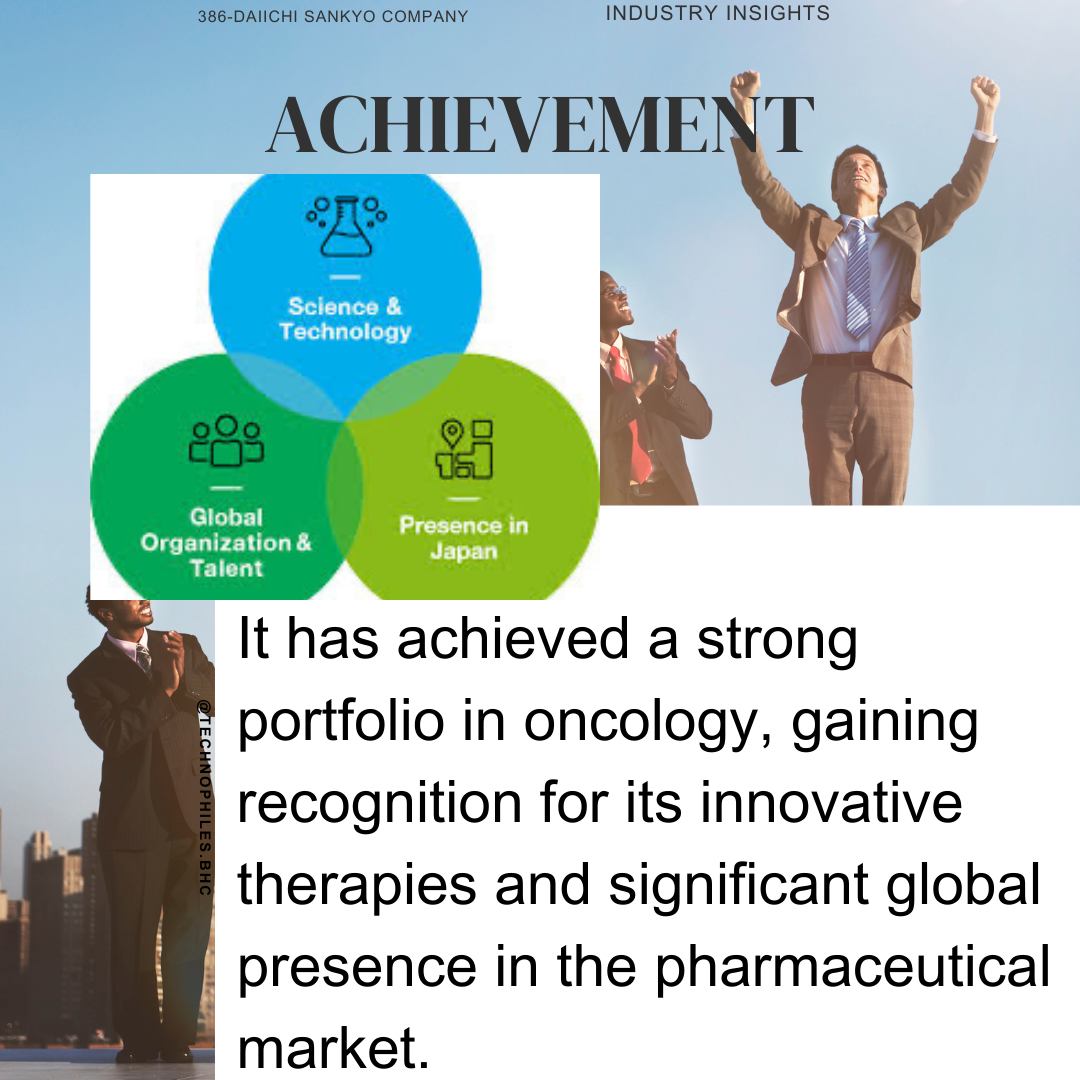 386-DAIICHI SANKYO COMPANY
INDUSTRY INSIGHTS
ACHIEVEMENT
Science &
Technology
Global
Organization &
Talent
Presence in
Japan
It has achieved a strong
portfolio in oncology, gaining
recognition for its innovative
therapies and significant global
presence in the pharmaceutical
market.
@TECHNOPHILES.BHC